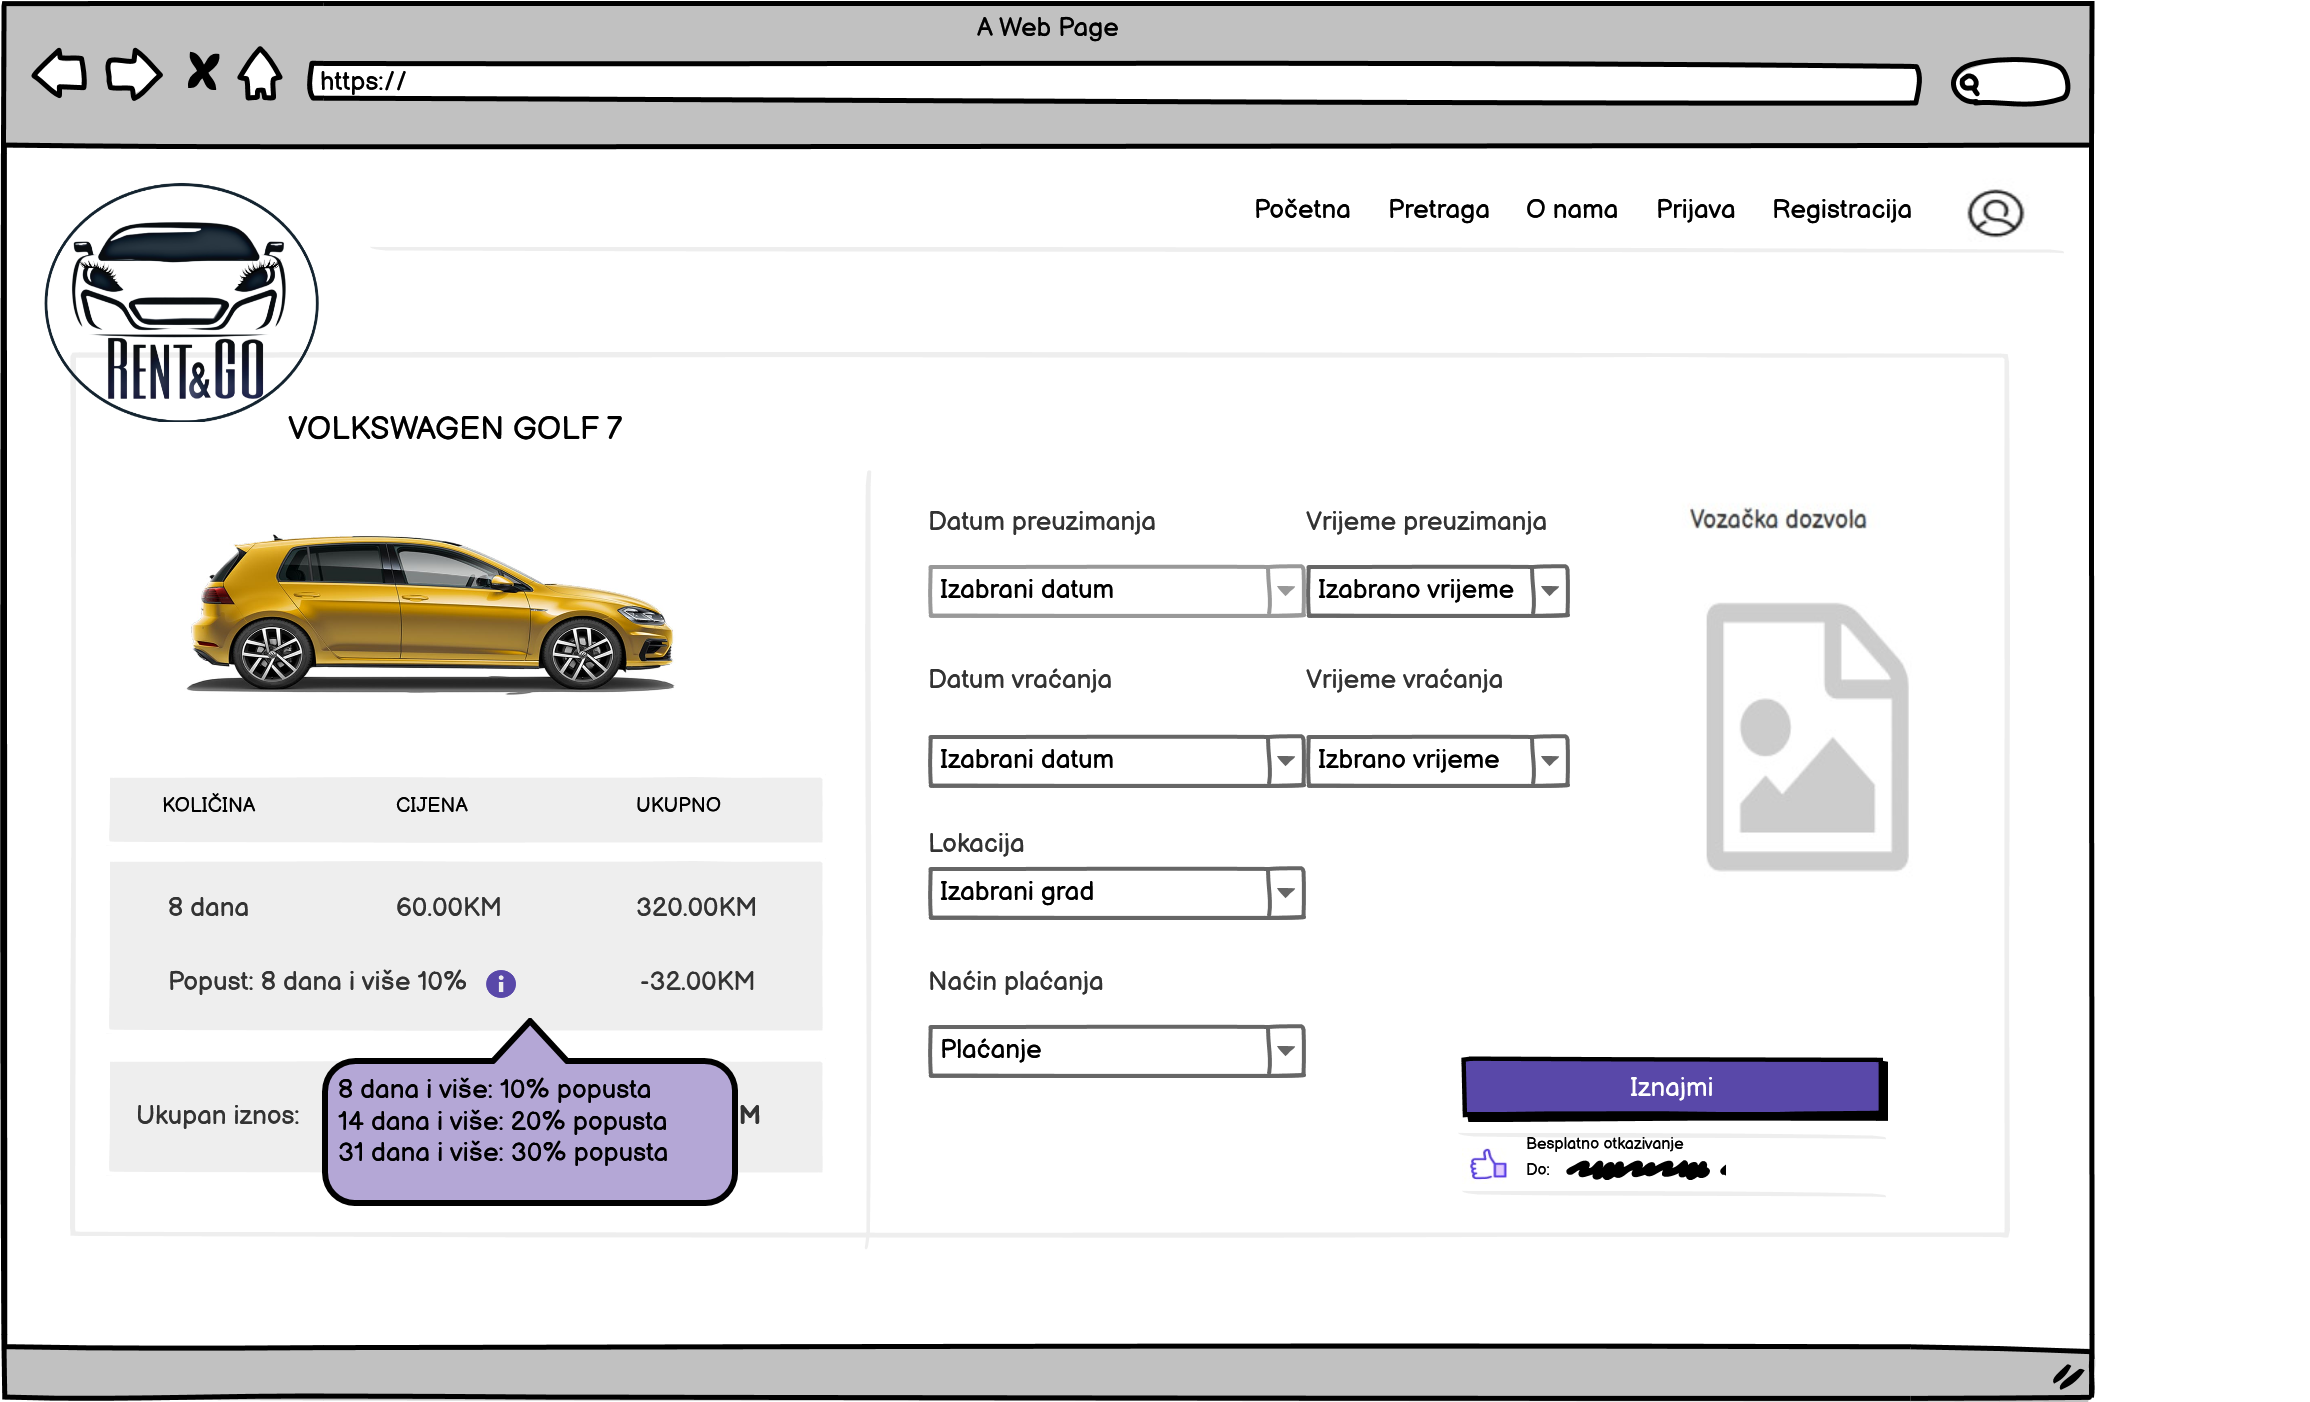 A Web Page
https://
Početna Pretraga O nama Prijava Registracija
RENT&GO
VOLKSWAGEN GOLF 7
Datum preuzimanja Vrijeme preuzimanja Vozačka dozvola
Izabrani datum Izabrano vrijeme
Datum vraćanja Vrijeme vraćanja
Izabrani datum Izbrano vrijeme
KOLIČINA CIJENA UKUPNO
Lokacija
Izabrani grad
8 dana 60.00KM 320.00KM
Popust: 8 dana i više 10% i -32.00KM
Naćin plaćanja
Plaćanje
8 dana i više: 10% popusta
Ukupan iznos: M
14 dana i više: 20% popusta
31 dana i više: 30% popusta
Iznajmi
Besplatno otkazivanje
Do: